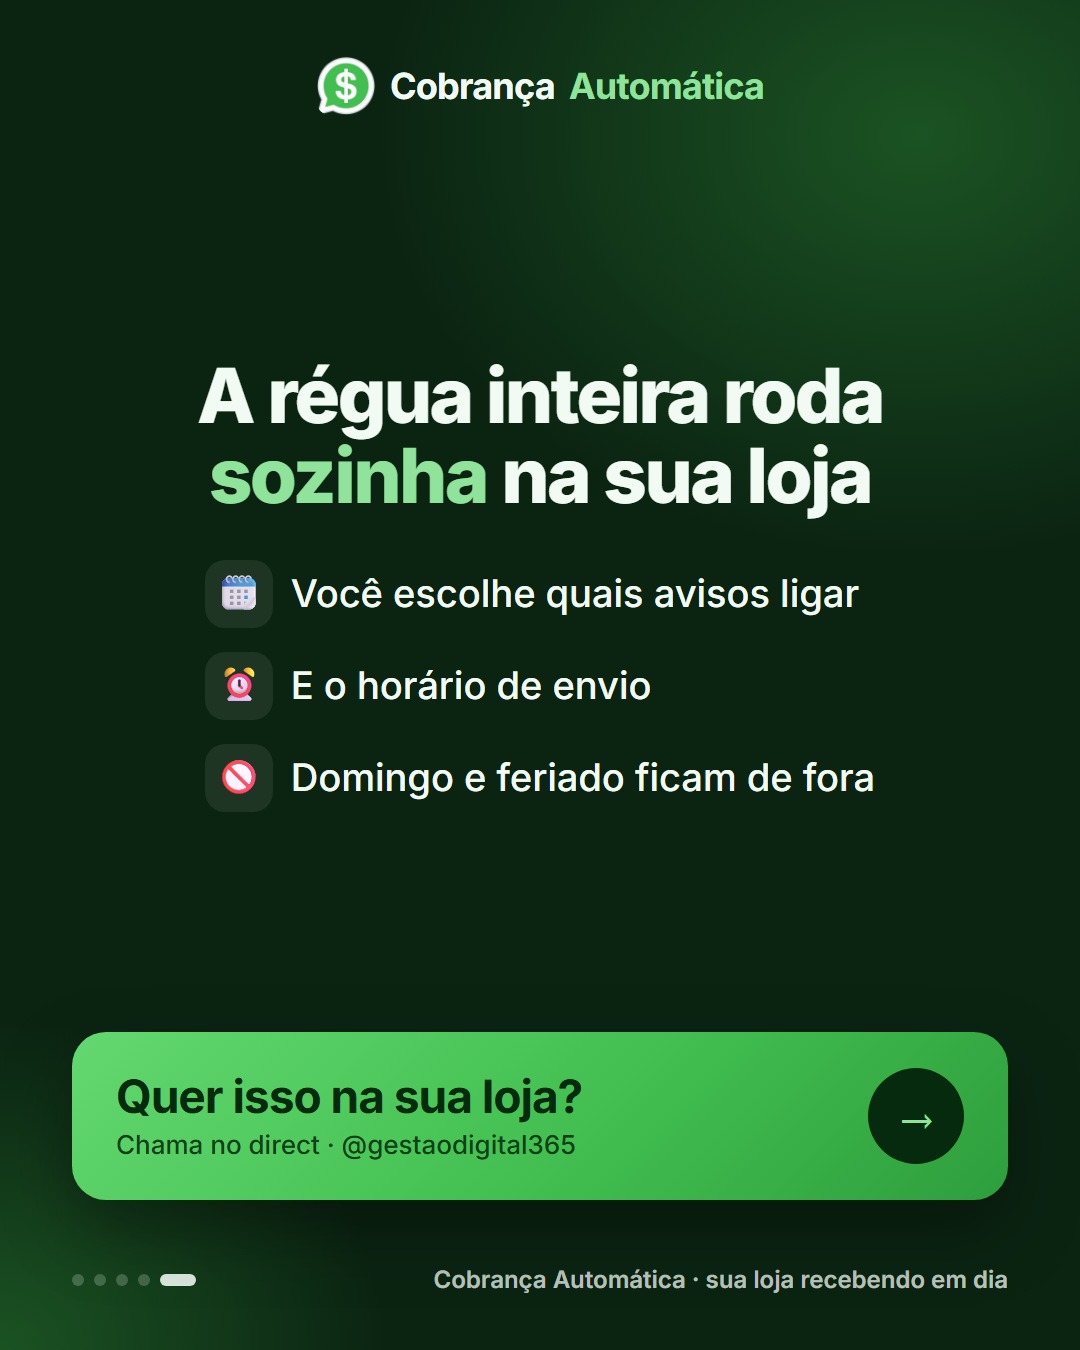 $ Cobrança Automática
A régua inteira roda
sozinha na sua loja
Você escolhe quais avisos ligar
E o horário de envio
Domingo e feriado ficam de fora
Quer isso na sua loja?
Chama no direct · @gestaodigital365
→
Cobrança Automática · sua loja recebendo em dia